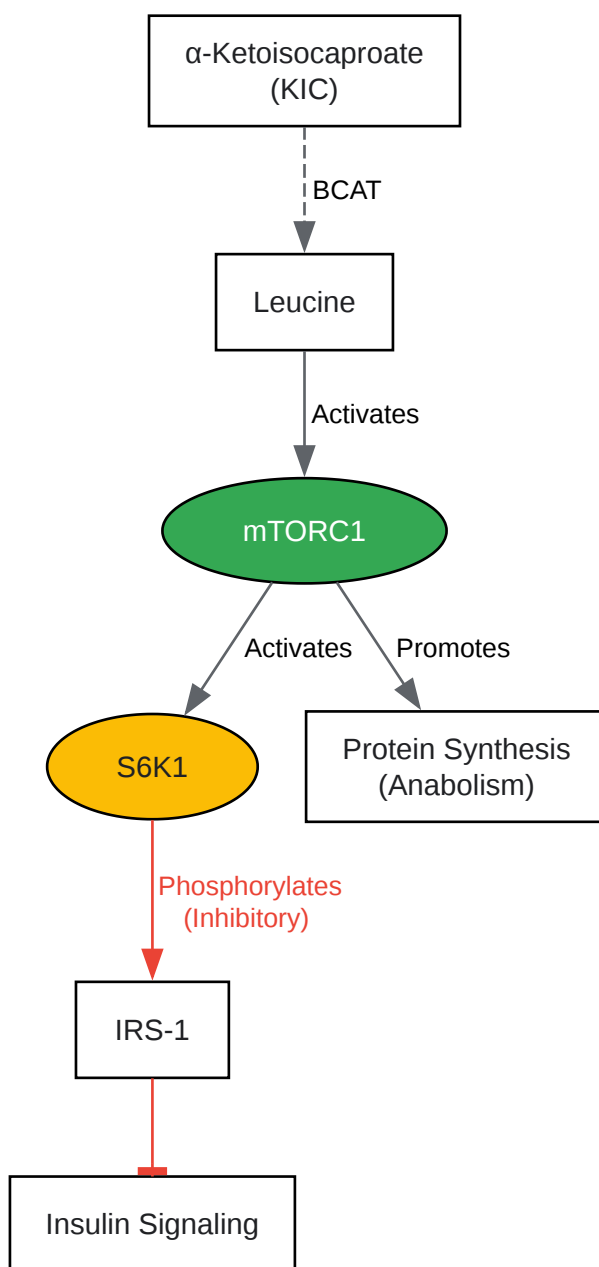 α-Ketoisocaproate
(KIC)
BCAT
Leucine
Activates
mTORC1
Activates
Promotes
S6K1
Protein Synthesis
(Anabolism)
Phosphorylates
(Inhibitory)
IRS-1
Insulin Signaling